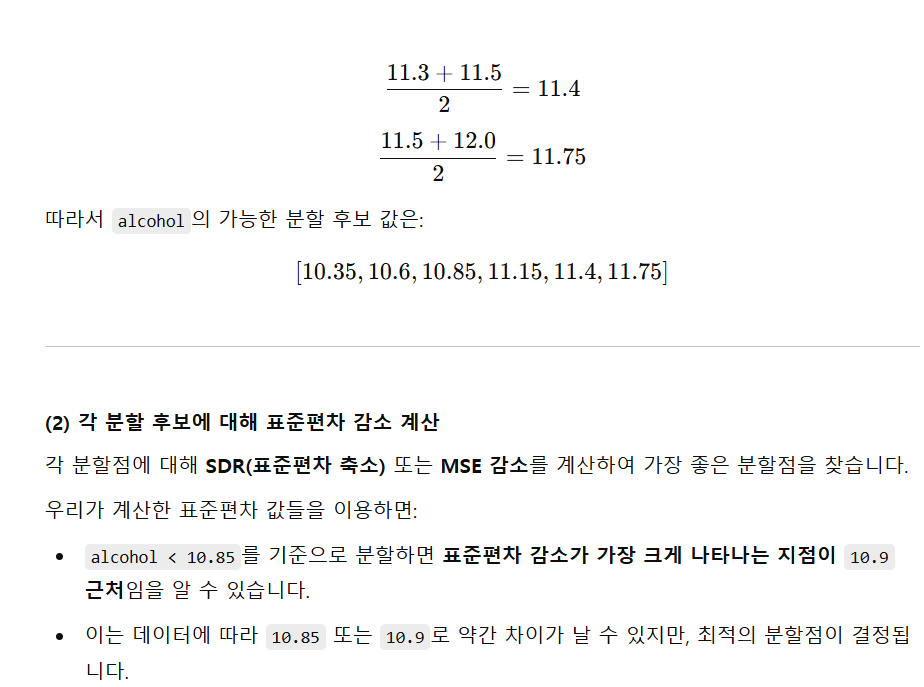 (11.3 + 11.5) / 2 = 11.4
(11.5 + 12.0) / 2 = 11.75
따라서 alcohol의 가능한 분할 후보 값은:
[10.35, 10.6, 10.85, 11.15, 11.4, 11.75]
(2) 각 분할 후보에 대해 표준편차 감소 계산
각 분할점에 대해 SDR(표준편차 축소) 또는 MSE 감소를 계산하여 가장 좋은 분할점을 찾습니다.
우리가 계산한 표준편차 값들을 이용하면:
• alcohol < 10.85를 기준으로 분할하면 표준편차 감소가 가장 크게 나타나는 지점이 10.9
근처임을 알 수 있습니다.
• 이는 데이터에 따라 10.85 또는 10.9로 약간 차이가 날 수 있지만, 최적의 분할점이 결정됩
니다.